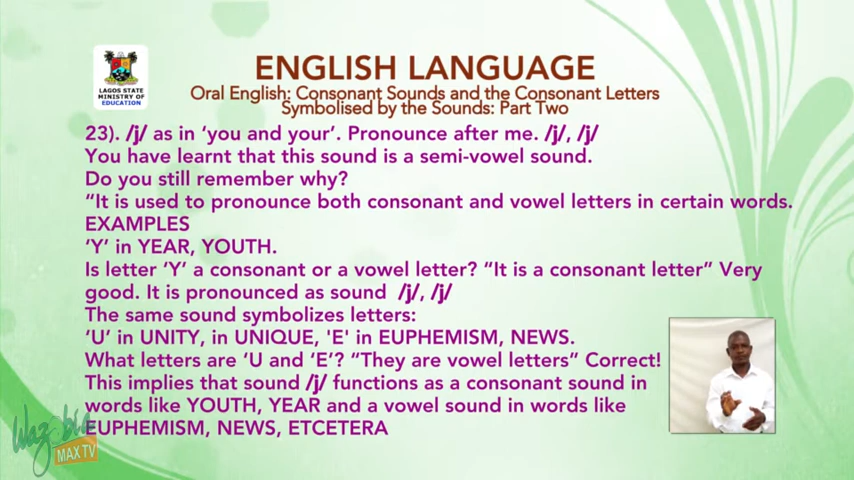 LAGOS STATE
MINISTRY OF
EDUCATION
ENGLISH LANGUAGE
Oral English: Consonant Sounds and the Consonant Letters
Symbolised by the Sounds: Part Two
23). /j/ as in ‘you and your’. Pronounce after me. /j/, /j/
You have learnt that this sound is a semi-vowel sound.
Do you still remember why?
“It is used to pronounce both consonant and vowel letters in certain words.
EXAMPLES
‘Y’ in YEAR, YOUTH.
Is letter ‘Y’ a consonant or a vowel letter? “It is a consonant letter” Very
good. It is pronounced as sound /j/, /j/
The same sound symbolizes letters:
‘U’ in UNITY, in UNIQUE, 'E' in EUPHEMISM, NEWS.
What letters are ‘U and ‘E’? “They are vowel letters” Correct!
This implies that sound /j/ functions as a consonant sound in
words like YOUTH, YEAR and a vowel sound in words like
EUPHEMISM, NEWS, ETCETERA
Wazobia
MAX TV